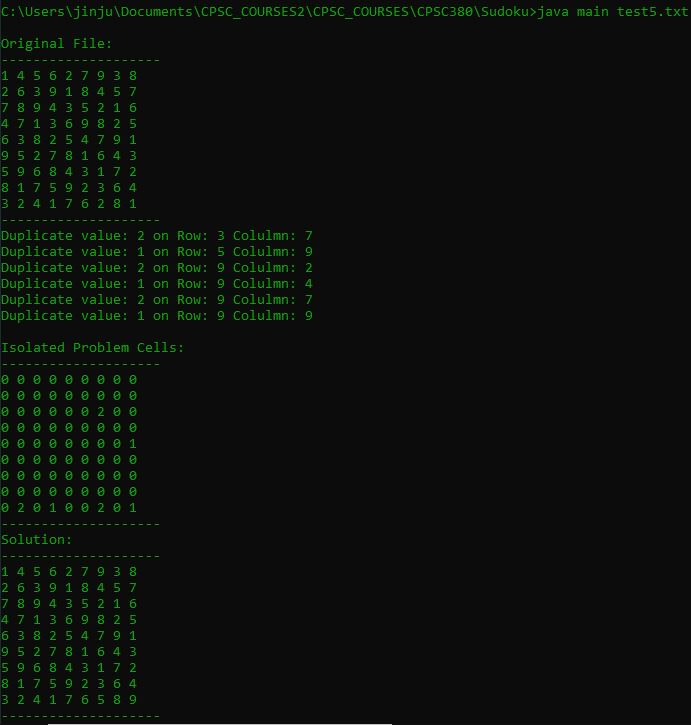 C:\Users\jinju\Documents\CPSC_COURSES2\CPSC_COURSES\CPSC380\Sudoku>java main test5.txt
Original File:
--------------------
1 4 5 6 2 7 9 3 8
2 6 3 9 1 8 4 5 7
7 8 9 4 3 5 2 1 6
4 7 1 3 6 9 8 2 5
6 3 8 2 5 4 7 9 1
9 5 2 7 8 1 6 4 3
5 9 6 8 4 3 1 7 2
8 1 7 5 9 2 3 6 4
3 2 4 1 7 6 2 8 1
--------------------
Duplicate value: 2 on Row: 3 Colulmn: 7
Duplicate value: 1 on Row: 5 Colulmn: 9
Duplicate value: 2 on Row: 9 Colulmn: 2
Duplicate value: 1 on Row: 9 Colulmn: 4
Duplicate value: 2 on Row: 9 Colulmn: 7
Duplicate value: 1 on Row: 9 Colulmn: 9
Isolated Problem Cells:
--------------------
0 0 0 0 0 0 0 0 0
0 0 0 0 0 0 0 0 0
0 0 0 0 0 0 2 0 0
0 0 0 0 0 0 0 0 0
0 0 0 0 0 0 0 0 1
0 0 0 0 0 0 0 0 0
0 0 0 0 0 0 0 0 0
0 0 0 0 0 0 0 0 0
0 2 0 1 0 0 2 0 1
--------------------
Solution:
--------------------
1 4 5 6 2 7 9 3 8
2 6 3 9 1 8 4 5 7
7 8 9 4 3 5 2 1 6
4 7 1 3 6 9 8 2 5
6 3 8 2 5 4 7 9 1
9 5 2 7 8 1 6 4 3
5 9 6 8 4 3 1 7 2
8 1 7 5 9 2 3 6 4
3 2 4 1 7 6 5 8 9
--------------------